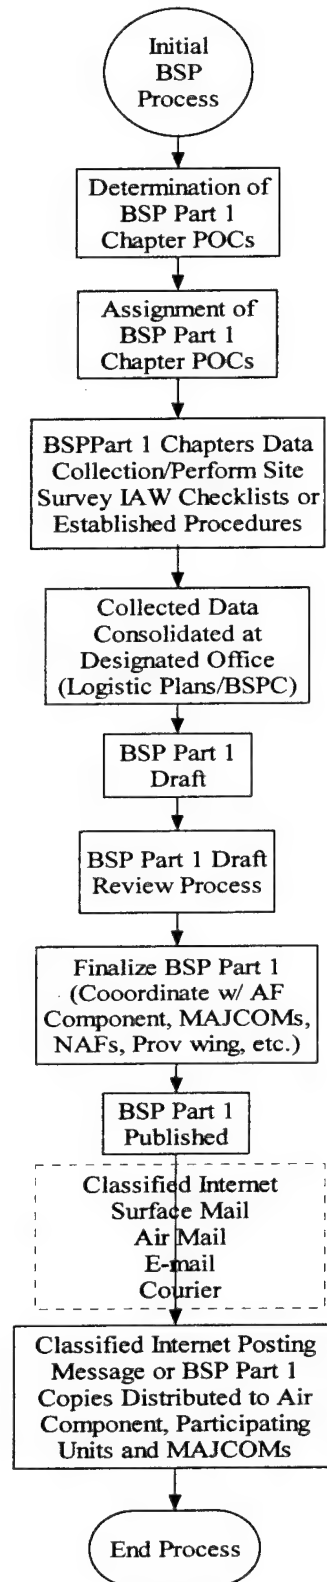 Initial
BSP
Process
Determination of
BSP Part 1
Chapter POCs
Assignment of
BSP Part 1
Chapter POCs
BSPPart 1 Chapters Data
Collection/Perform Site
Survey IAW Checklists or
Established Procedures
Collected Data
Consolidated at
Designated Office
(Logistic Plans/BSPC)
BSP Part 1
Draft
BSP Part 1 Draft
Review Process
Finalize BSP Part 1
(Cooordinate w/ AF
Component, MAJCOMs,
NAFs, Prov wing, etc.)
BSP Part 1
Published
Classified Internet
Surface Mail
Air Mail
E-mail
Courier
Classified Internet Posting
Message or BSP Part 1
Copies Distributed to Air
Component, Participating
Units and MAJCOMs
End Process